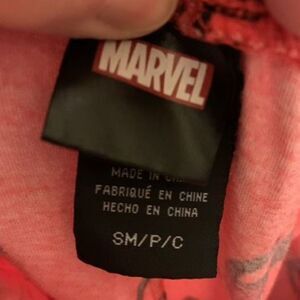 MARVEL
MADE IN
FABRIQUÉ EN CHINE
HECHO EN CHINA
SM/P/C